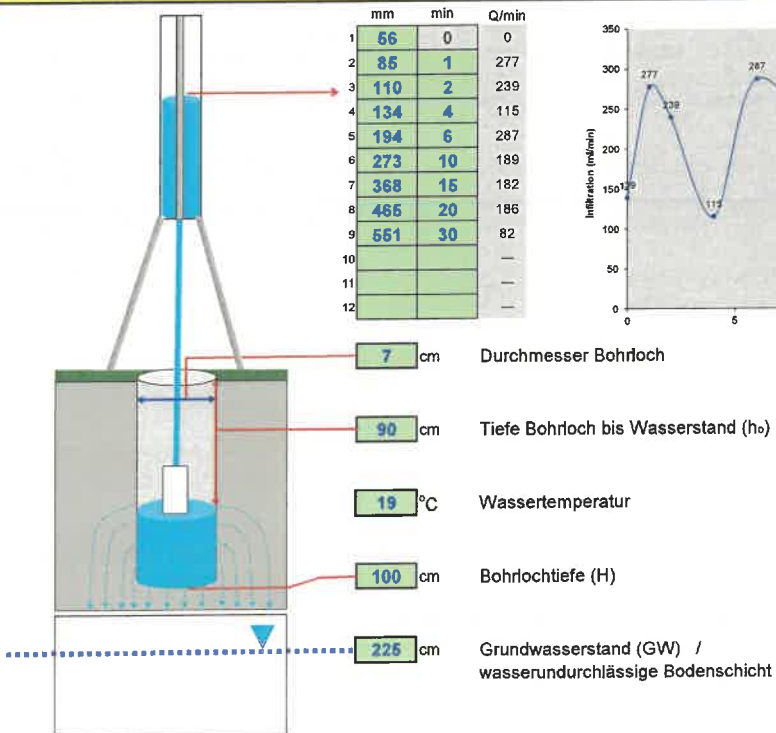 mm min Q/min
1 56 0 0
2 85 1 277
3 110 2 239
4 134 4 115
5 194 6 287
6 273 10 189
7 368 15 182
8 465 20 186
9 551 30 82
10 —
11 —
12 —
350
300
250
200
150
100
50
0
Infiltration (ml/min)
277
239
139
115
287
0 5
7 cm Durchmesser Bohrloch
90 cm Tiefe Bohrloch bis Wasserstand (h₀)
19 °C Wassertemperatur
100 cm Bohrlochtiefe (H)
225 cm Grundwasserstand (GW) /
wasserundurchlässige Bodenschicht